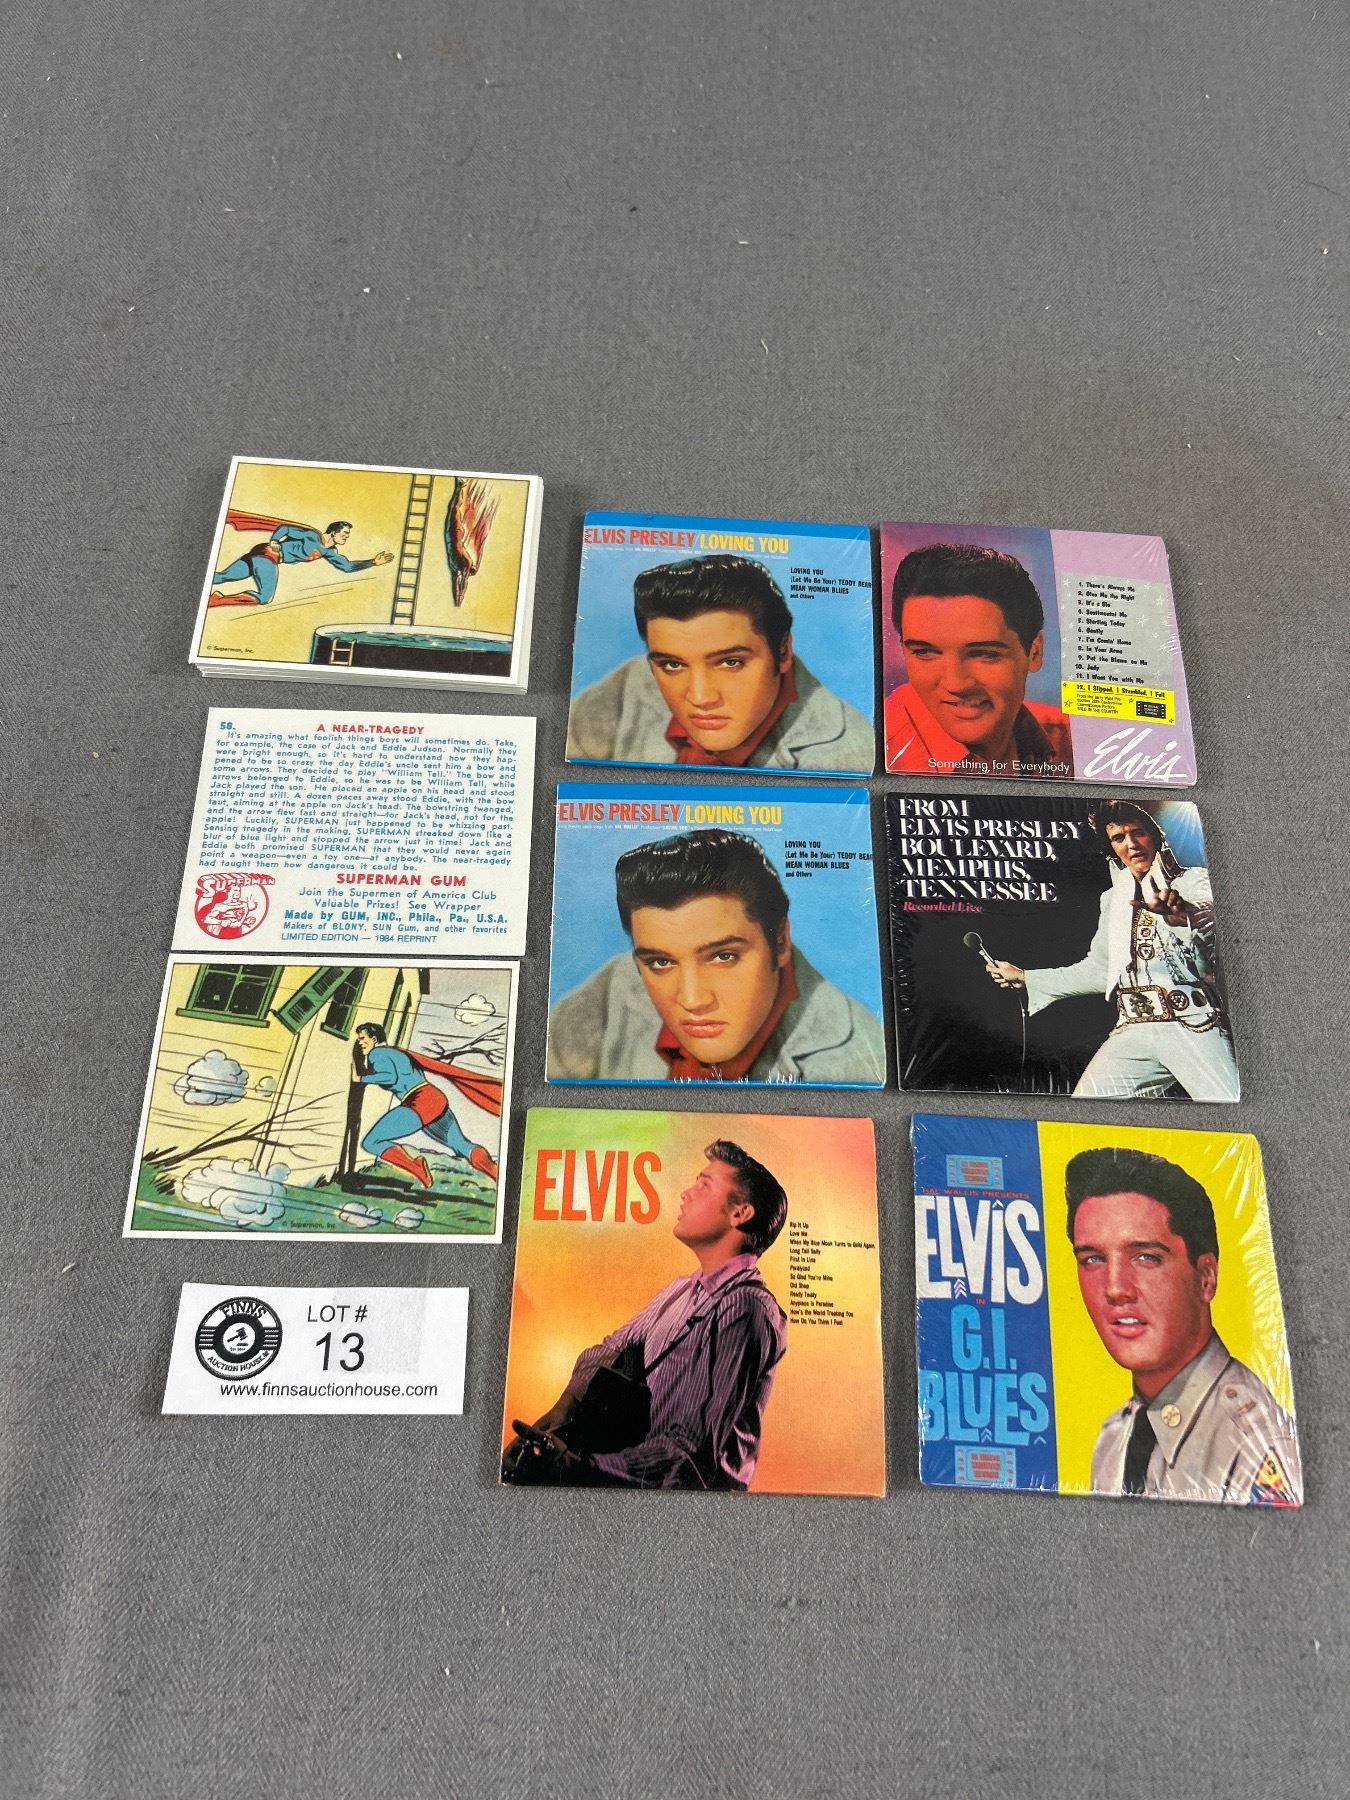 © Superman, Inc.
58.
A NEAR-TRAGEDY
It's amazing what foolish things boys will sometimes do. Take,
for example, the case of Jack and Eddie Judson. Normally they
were bright enough, so it's hard to understand how they hap-
pened to be so crazy the day Eddie's uncle sent him a bow and
some arrows. They decided to play "William Tell." The bow and
arrows belonged to Eddie, so he was to be William Tell, while
Jack played the son. He placed an apple on his head and stood
straight and still. A dozen paces away stood Eddie, with the bow
taut, aiming at the apple on Jack's head. The bowstring twanged,
and the arrow flew fast and straight—for Jack's head, not for the
apple! Luckily, SUPERMAN just happened to be whizzing past.
Sensing tragedy in the making, SUPERMAN streaked down like a
blur of blue light and stopped the arrow just in time! Jack and
Eddie both promised SUPERMAN that they would never again
point a weapon—even a toy one—at anybody. The near-tragedy
had taught them how dangerous it could be.
SUPERMAN
SUPERMAN GUM
Join the Supermen of America Club
Valuable Prizes! See Wrapper
Made by GUM, INC., Phila., Pa., U.S.A.
Makers of BLONY, SUN Gum, and other favorites
LIMITED EDITION — 1984 REPRINT
© Superman, Inc.
FINNS
AUCTION HOUSE
LOT #
13
www.finnsauctionhouse.com
ELVIS PRESLEY/LOVING YOU
LOVING YOU
(Let Me Be Your) TEDDY BEAR
MEAN WOMAN BLUES
and Others
1. There's Always Me
2. Give Me the Right
3. It's a Sin
4. Sentimental Me
5. Starting Today
6. Gently
7. I'm Comin' Home
8. In Your Arms
9. Put the Blame on Me
10. Judy
11. I Want You with Me
12. I Slipped, I Stumbled, I Fell
WILD IN THE COUNTRY
Something for Everybody
Elvis
ELVIS PRESLEY/LOVING YOU
LOVING YOU
(Let Me Be Your) TEDDY BEAR
MEAN WOMAN BLUES
and Others
FROM
ELVIS PRESLEY
BOULEVARD,
MEMPHIS,
TENNESSEE
Recorded Live
ELVIS
Rip It Up
Love Me
When My Blue Moon Turns to Gold Again
Long Tall Sally
First in Line
Paralyzed
So Glad You're Mine
Old Shep
Ready Teddy
Anyplace Is Paradise
How's the World Treating You
How Do You Think I Feel
HAL WALLIS PRESENTS
ELVIS
IN
G.I.
BLUES